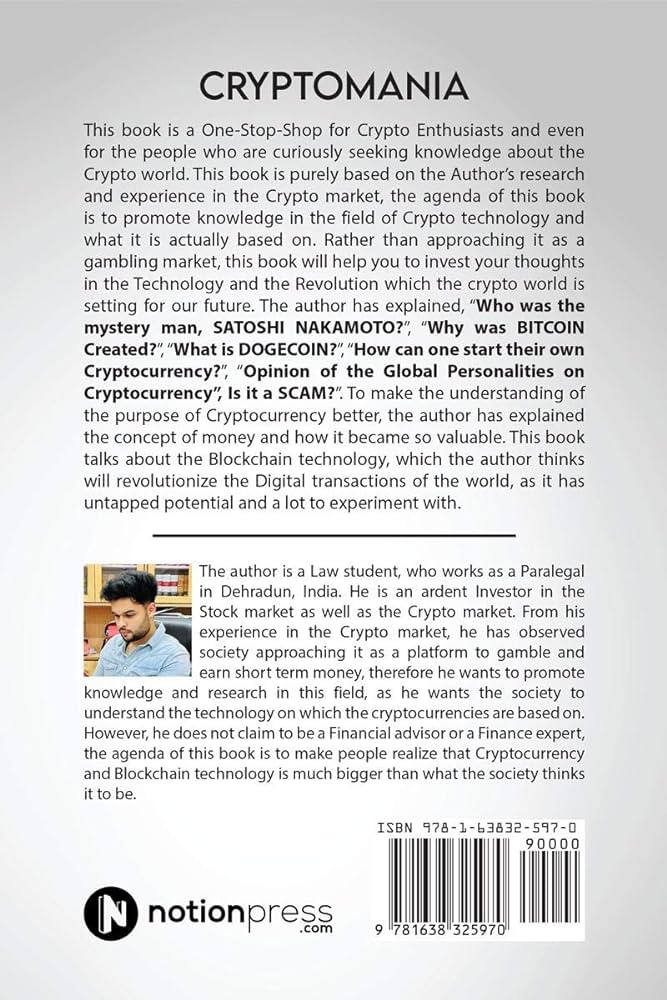 CRYPTOMANIA
This book is a One-Stop-Shop for Crypto Enthusiasts and even
for the people who are curiously seeking knowledge about the
Crypto world. This book is purely based on the Author's research
and experience in the Crypto market, the agenda of this book
is to promote knowledge in the field of Crypto technology and
what it is actually based on. Rather than approaching it as a
gambling market, this book will help you to invest your thoughts
in the Technology and the Revolution which the crypto world is
setting for our future. The author has explained, “Who was the
mystery man, SATOSHI NAKAMOTO?”, “Why was BITCOIN
Created?”, “What is DOGECOIN?”, “How can one start their own
Cryptocurrency?”, “Opinion of the Global Personalities on
Cryptocurrency”, Is it a SCAM?”. To make the understanding of
the purpose of Cryptocurrency better, the author has explained
the concept of money and how it became so valuable. This book
talks about the Blockchain technology, which the author thinks
will revolutionize the Digital transactions of the world, as it has
untapped potential and a lot to experiment with.
The author is a Law student, who works as a Paralegal
in Dehradun, India. He is an ardent Investor in the
Stock market as well as the Crypto market. From his
experience in the Crypto market, he has observed
society approaching it as a platform to gamble and
earn short term money, therefore he wants to promote
knowledge and research in this field, as he wants the society to
understand the technology on which the cryptocurrencies are based on.
However, he does not claim to be a Financial advisor or a Finance expert,
the agenda of this book is to make people realize that Cryptocurrency
and Blockchain technology is much bigger than what the society thinks
it to be.
ISBN 978-1-63832-597-0
90000
9 781638 325970
N notionpress
.com